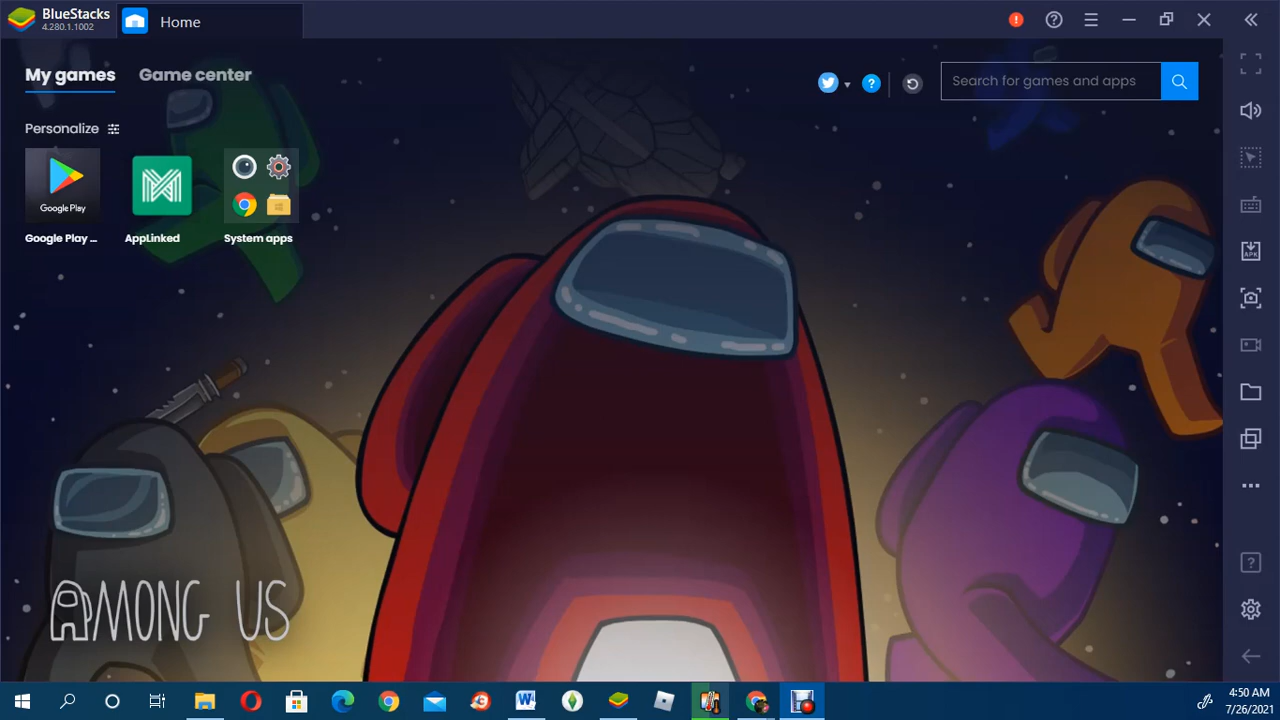 BlueStacks
4.280.1.1002
Home
My games
Game center
Search for games and apps
Personalize
Google Play
Google Play ...
AppLinked
System apps
APK
AMONG US
4:50 AM
7/26/2021